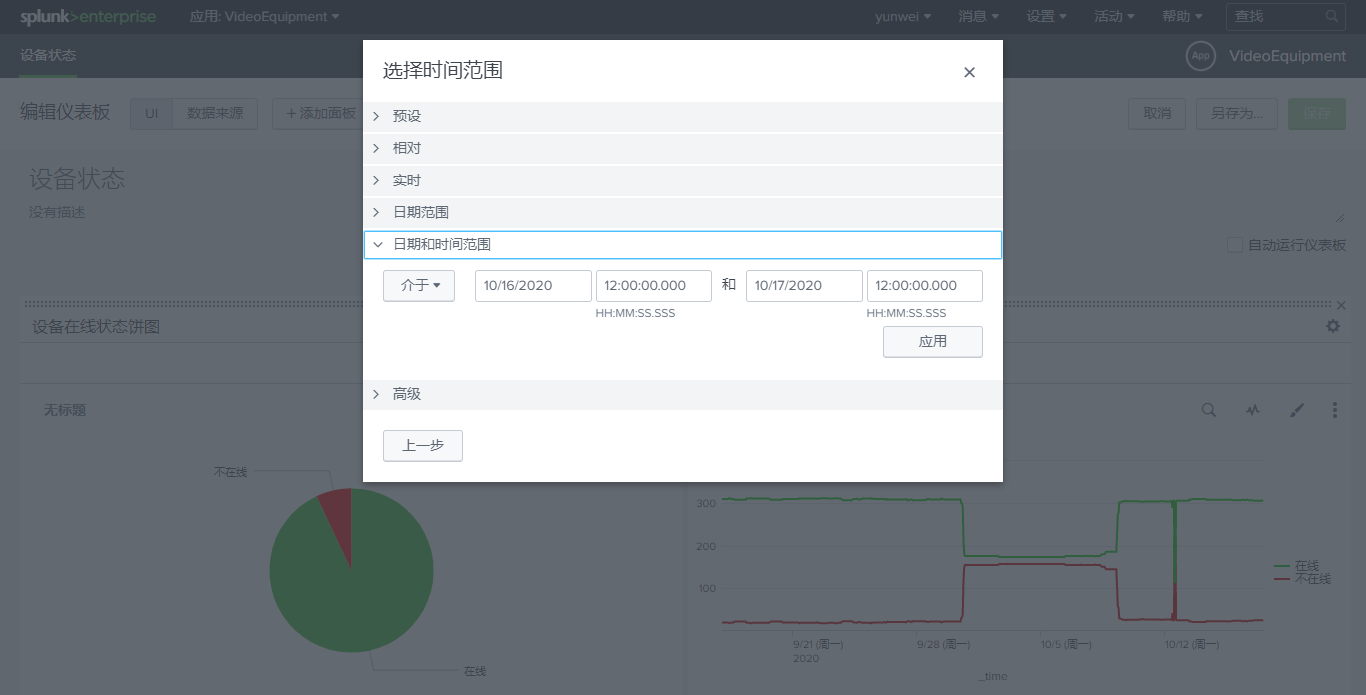 splunk>enterprise 应用: VideoEquipment yunwei 消息 设置 活动 帮助 查找
设备状态 App VideoEquipment
编辑仪表板 UI 数据来源 + 添加面板 取消 另存为... 保存
选择时间范围
预设
相对
实时
日期范围
日期和时间范围
介于 10/16/2020 12:00:00.000 和 10/17/2020 12:00:00.000
HH:MM:SS.SSS HH:MM:SS.SSS
应用
高级
上一步
设备状态
没有描述
自动运行仪表板
设备在线状态饼图
无标题
不在线
在线
300
200
100
9/21 (周一) 9/28 (周一) 10/5 (周一) 10/12 (周一)
2020
_time
在线
不在线